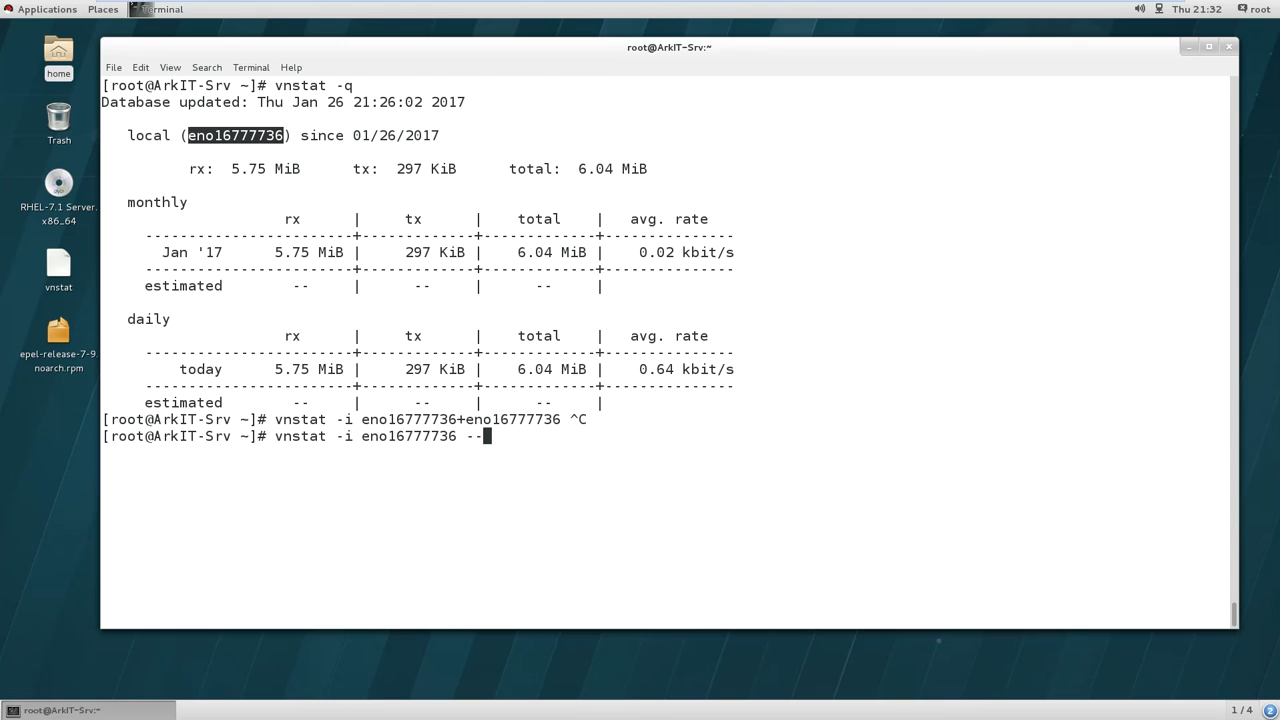 Applications Places Terminal Thu 21:32 root
root@ArkIT-Srv:~
File Edit View Search Terminal Help
home
Trash
RHEL-7.1 Server.
x86_64
vnstat
epel-release-7-9.
noarch.rpm
[root@ArkIT-Srv ~]# vnstat -q
Database updated: Thu Jan 26 21:26:02 2017
local (eno16777736) since 01/26/2017
rx: 5.75 MiB tx: 297 KiB total: 6.04 MiB
monthly
rx | tx | total | avg. rate
------------------------+-------------+-------------+---------------
Jan '17 5.75 MiB | 297 KiB | 6.04 MiB | 0.02 kbit/s
------------------------+-------------+-------------+---------------
estimated -- | -- | -- |
daily
rx | tx | total | avg. rate
------------------------+-------------+-------------+---------------
today 5.75 MiB | 297 KiB | 6.04 MiB | 0.64 kbit/s
------------------------+-------------+-------------+---------------
estimated -- | -- | -- |
[root@ArkIT-Srv ~]# vnstat -i eno16777736+eno16777736 ^C
[root@ArkIT-Srv ~]# vnstat -i eno16777736 --
root@ArkIT-Srv:~ 1 / 4 2